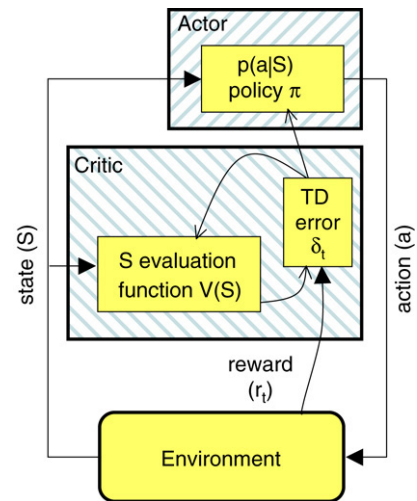 Actor
p(a|S)
policy π
Critic
TD
error
δt
S evaluation
function V(S)
state (S)
action (a)
reward
(rt)
Environment